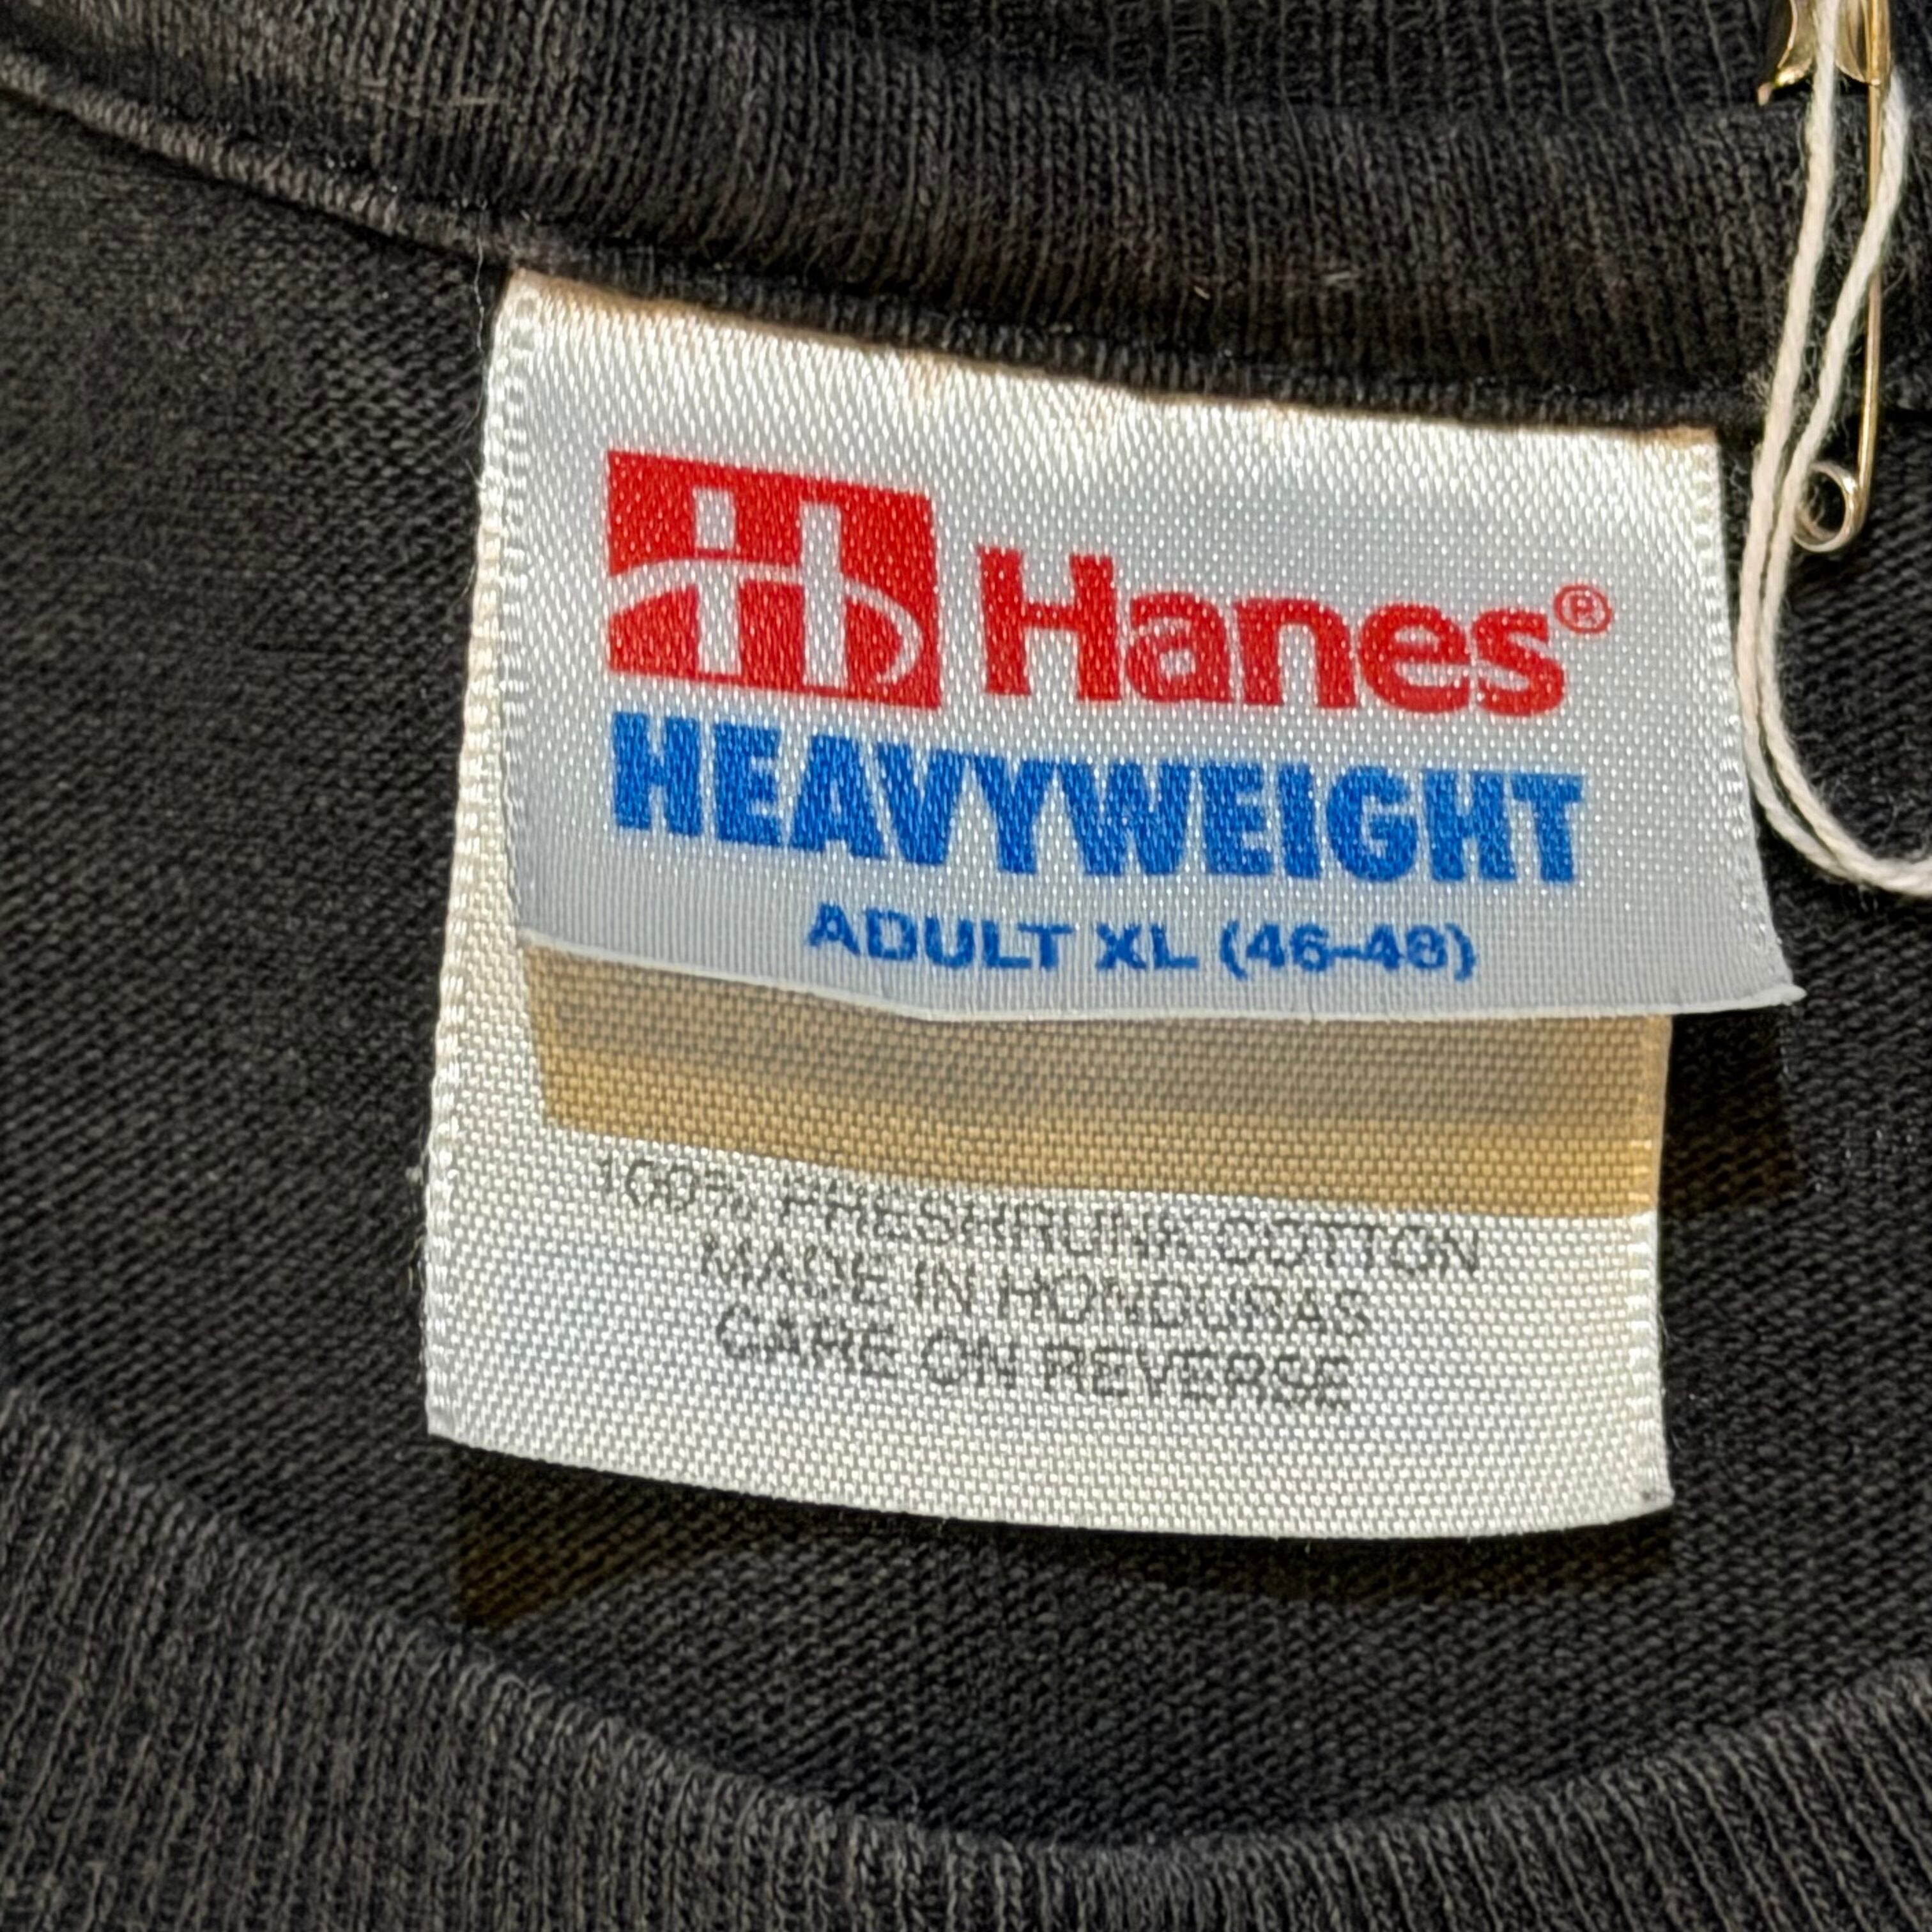 Hanes®
HEAVYWEIGHT
ADULT XL (46-48)
100% PRESHRUNK COTTON
MADE IN HONDURAS
CARE ON REVERSE